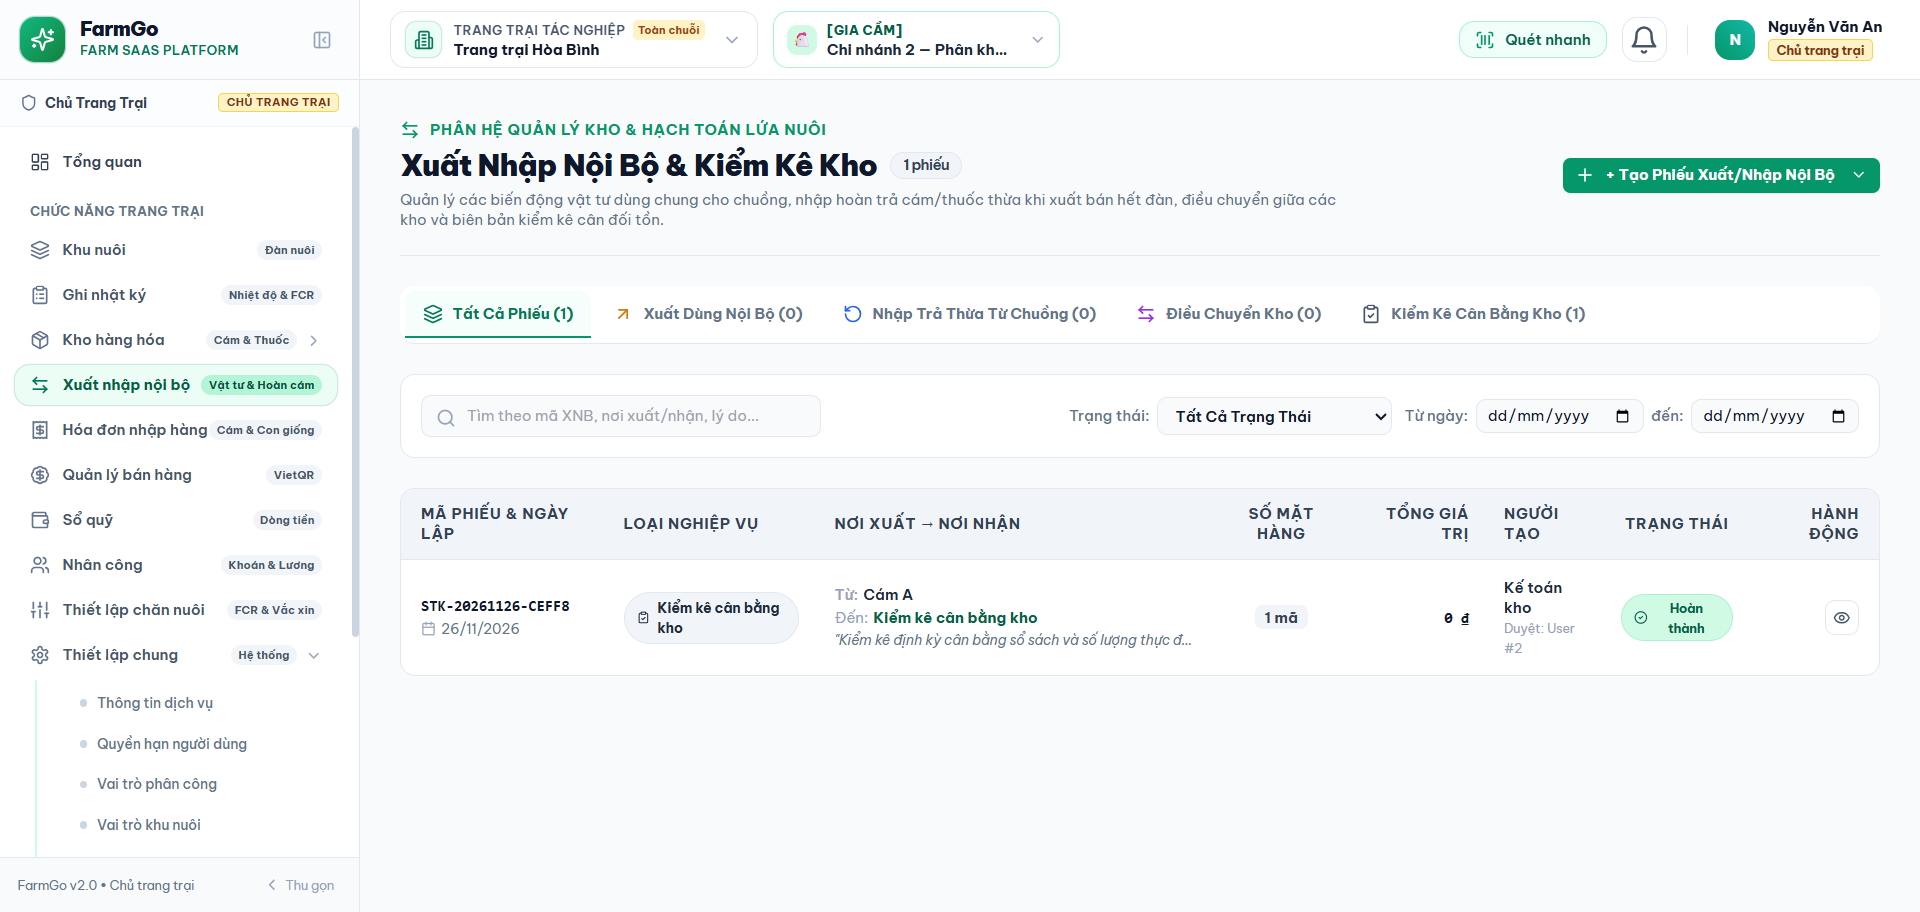 FarmGo
FARM SAAS PLATFORM
Chủ Trang Trại
CHỦ TRANG TRẠI
Tổng quan
CHỨC NĂNG TRANG TRẠI
Khu nuôi
Đàn nuôi
Ghi nhật ký
Nhiệt độ & FCR
Kho hàng hóa
Cám & Thuốc
Xuất nhập nội bộ
Vật tư & Hoàn cám
Hóa đơn nhập hàng
Cám & Con giống
Quản lý bán hàng
VietQR
Sổ quỹ
Dòng tiền
Nhân công
Khoán & Lương
Thiết lập chăn nuôi
FCR & Vắc xin
Thiết lập chung
Hệ thống
Thông tin dịch vụ
Quyền hạn người dùng
Vai trò phân công
Vai trò khu nuôi
FarmGo v2.0 • Chủ trang trại
Thu gọn
TRANG TRẠI TÁC NGHIỆP
Toàn chuỗi
Trang trại Hòa Bình
[GIA CẦM]
Chi nhánh 2 — Phân kh...
Quét nhanh
N
Nguyễn Văn An
Chủ trang trại
PHÂN HỆ QUẢN LÝ KHO & HẠCH TOÁN LỨA NUÔI
Xuất Nhập Nội Bộ & Kiểm Kê Kho
1 phiếu
Quản lý các biến động vật tư dùng chung cho chuồng, nhập hoàn trả cám/thuốc thừa khi xuất bán hết đàn, điều chuyển giữa các
kho và biên bản kiểm kê cân đối tồn.
+ Tạo Phiếu Xuất/Nhập Nội Bộ
Tất Cả Phiếu (1)
Xuất Dùng Nội Bộ (0)
Nhập Trả Thừa Từ Chuồng (0)
Điều Chuyển Kho (0)
Kiểm Kê Cân Bằng Kho (1)
Tìm theo mã XNB, nơi xuất/nhận, lý do...
Trạng thái:
Tất Cả Trạng Thái
Từ ngày:
dd/mm/yyyy
đến:
dd/mm/yyyy
MÃ PHIẾU & NGÀY
LẬP
LOẠI NGHIỆP VỤ
NƠI XUẤT → NƠI NHẬN
SỐ MẶT
HÀNG
TỔNG GIÁ
TRỊ
NGƯỜI
TẠO
TRẠNG THÁI
HÀNH
ĐỘNG
STK-20261126-CEFF8
26/11/2026
Kiểm kê cân bằng
kho
Từ: Cám A
Đến: Kiểm kê cân bằng kho
"Kiểm kê định kỳ cân bằng sổ sách và số lượng thực đ...
1 mã
0 ₫
Kế toán
kho
Duyệt: User
#2
Hoàn
thành